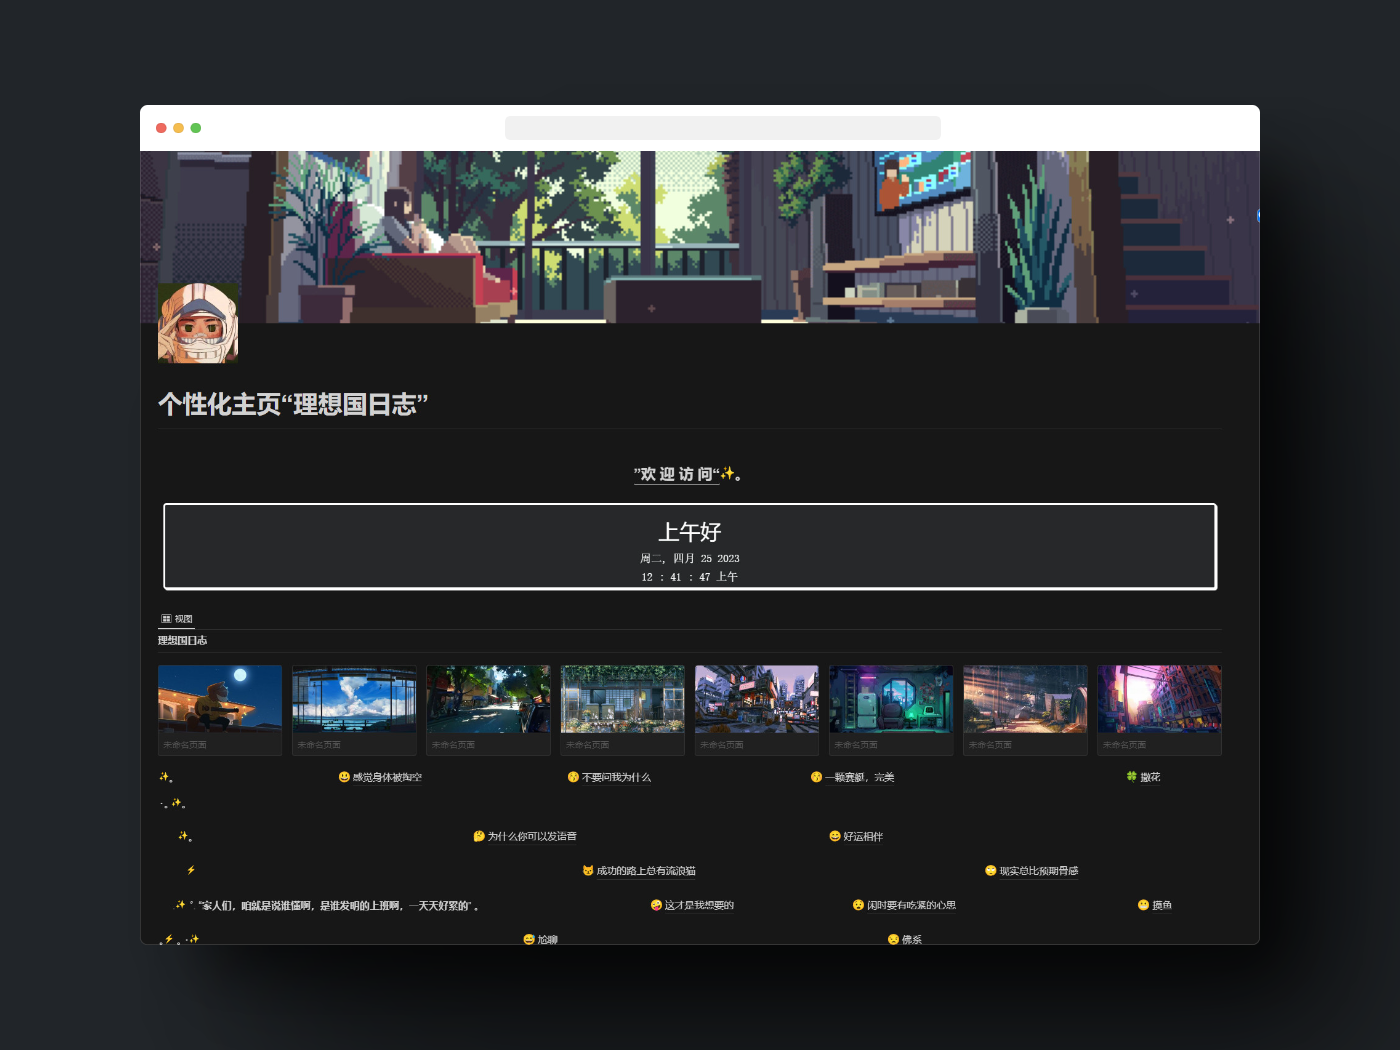 个性化主页“理想国日志”
”欢 迎 访 问“✨。
上午好
周二, 四月 25 2023
12 : 41 : 47 上午
视图
理想国日志
未命名页面 未命名页面 未命名页面 未命名页面 未命名页面 未命名页面 未命名页面 未命名页面
✨。 😃 感觉身体被掏空 😚 不要问我为什么 😚 一颗赛艇，完美 🍀 撒花
·。✨。
✨。 🤔 为什么你可以发语音 😄 好运相伴
⚡ 😼 成功的路上总有流浪猫 🙄 现实总比预期骨感
✨ ° “家人们，咱就是说谁懂啊，是谁发明的上班啊，一天天好累的” 。 🤪 这才是我想要的 😧 闲时要有吃紧的心思 😬 摸鱼
。⚡ 。·✨ 😅 尬聊 😒 佛系